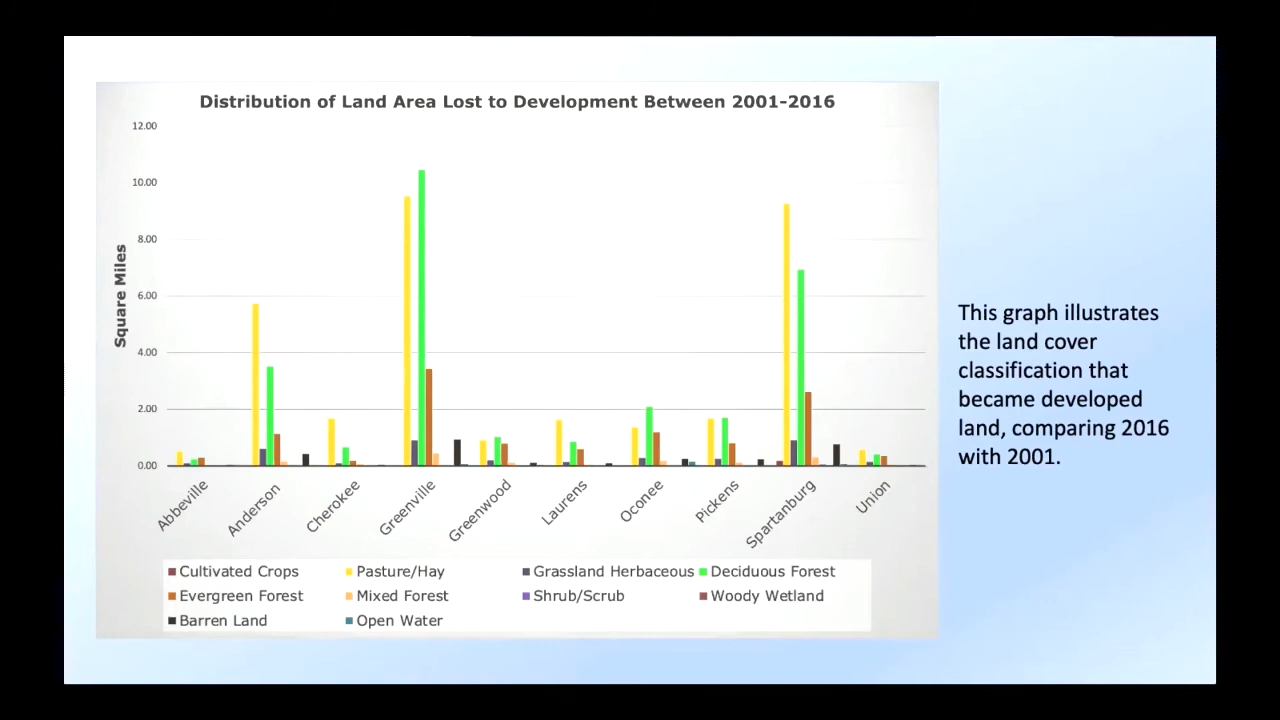 Distribution of Land Area Lost to Development Between 2001-2016
12.00
10.00
8.00
6.00
4.00
2.00
0.00
Square Miles
Abbeville
Anderson
Cherokee
Greenville
Greenwood
Laurens
Oconee
Pickens
Spartanburg
Union
Cultivated Crops
Pasture/Hay
Grassland Herbaceous
Deciduous Forest
Evergreen Forest
Mixed Forest
Shrub/Scrub
Woody Wetland
Barren Land
Open Water
This graph illustrates
the land cover
classification that
became developed
land, comparing 2016
with 2001.